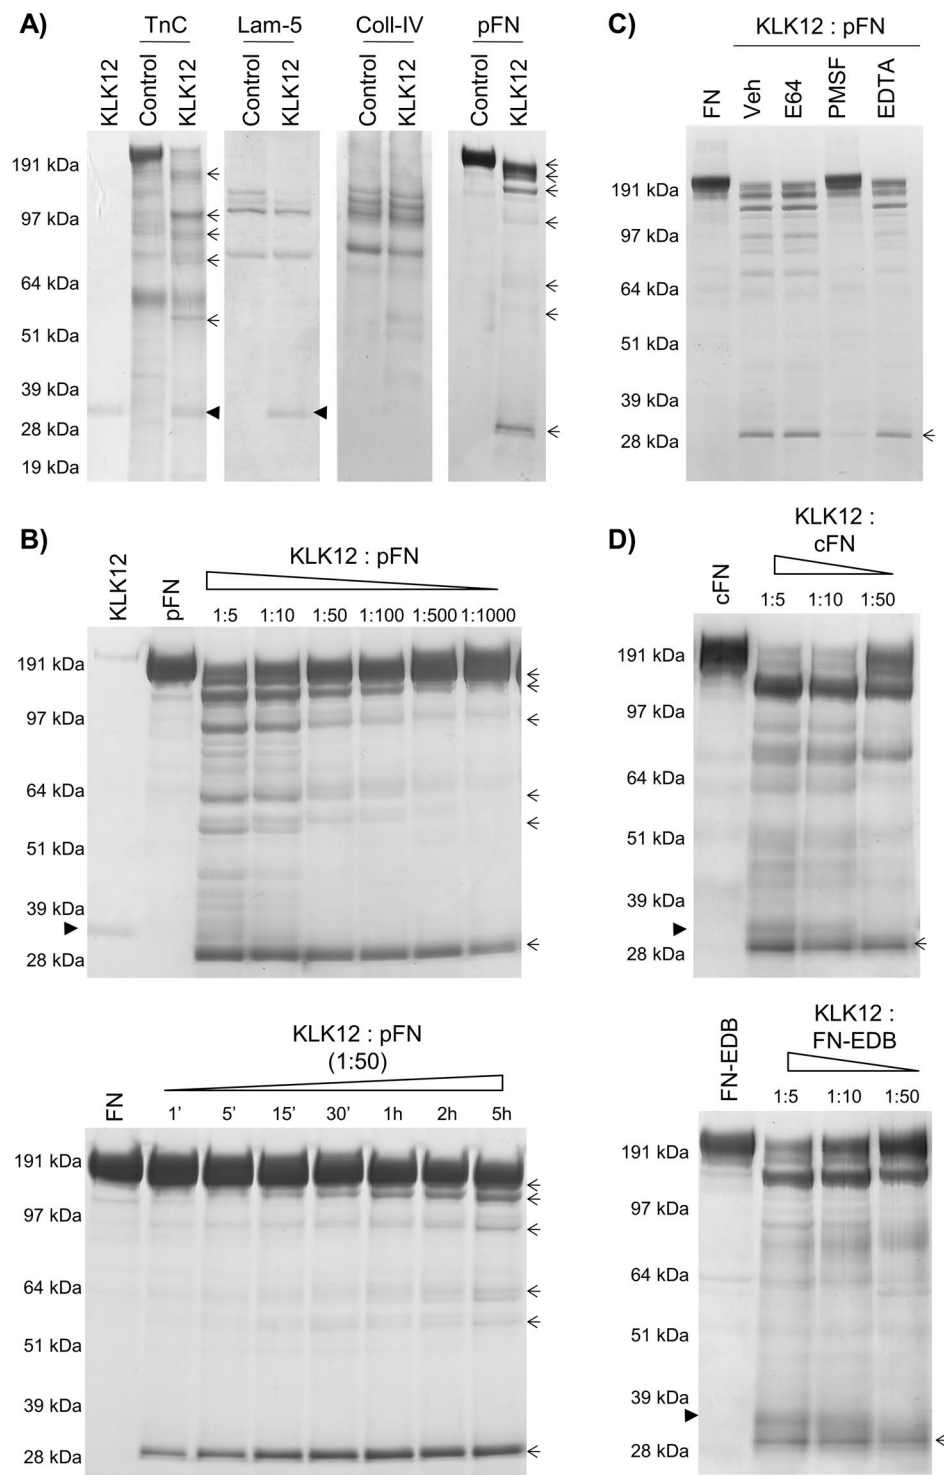 A)
TnC
Lam-5
Coll-IV
pFN
KLK12
Control
KLK12
Control
KLK12
Control
KLK12
Control
KLK12
191 kDa
97 kDa
64 kDa
51 kDa
39 kDa
28 kDa
19 kDa
C)
KLK12 : pFN
FN
Veh
E64
PMSF
EDTA
191 kDa
97 kDa
64 kDa
51 kDa
39 kDa
28 kDa
B)
KLK12 : pFN
KLK12
pFN
1:5 1:10 1:50 1:100 1:500 1:1000
191 kDa
97 kDa
64 kDa
51 kDa
39 kDa
28 kDa
KLK12 : pFN
(1:50)
FN
1' 5' 15' 30' 1h 2h 5h
191 kDa
97 kDa
64 kDa
51 kDa
39 kDa
28 kDa
D)
KLK12 :
cFN
cFN
1:5 1:10 1:50
191 kDa
97 kDa
64 kDa
51 kDa
39 kDa
28 kDa
KLK12 :
FN-EDB
FN-EDB
1:5 1:10 1:50
191 kDa
97 kDa
64 kDa
51 kDa
39 kDa
28 kDa